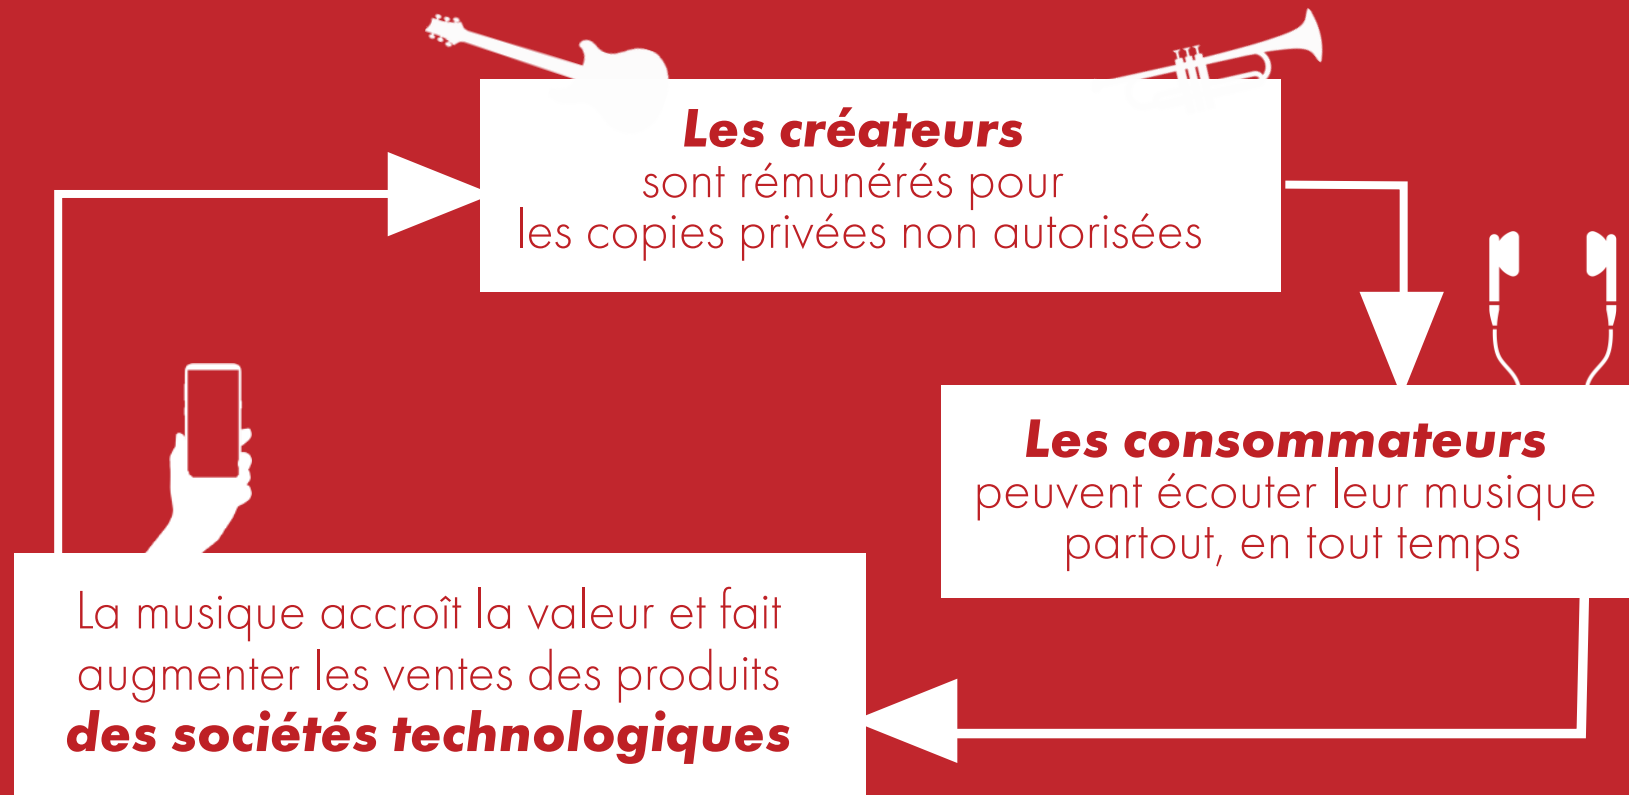 Les créateurs
sont rémunérés pour
les copies privées non autorisées
Les consommateurs
peuvent écouter leur musique
partout, en tout temps
La musique accroît la valeur et fait
augmenter les ventes des produits
des sociétés technologiques